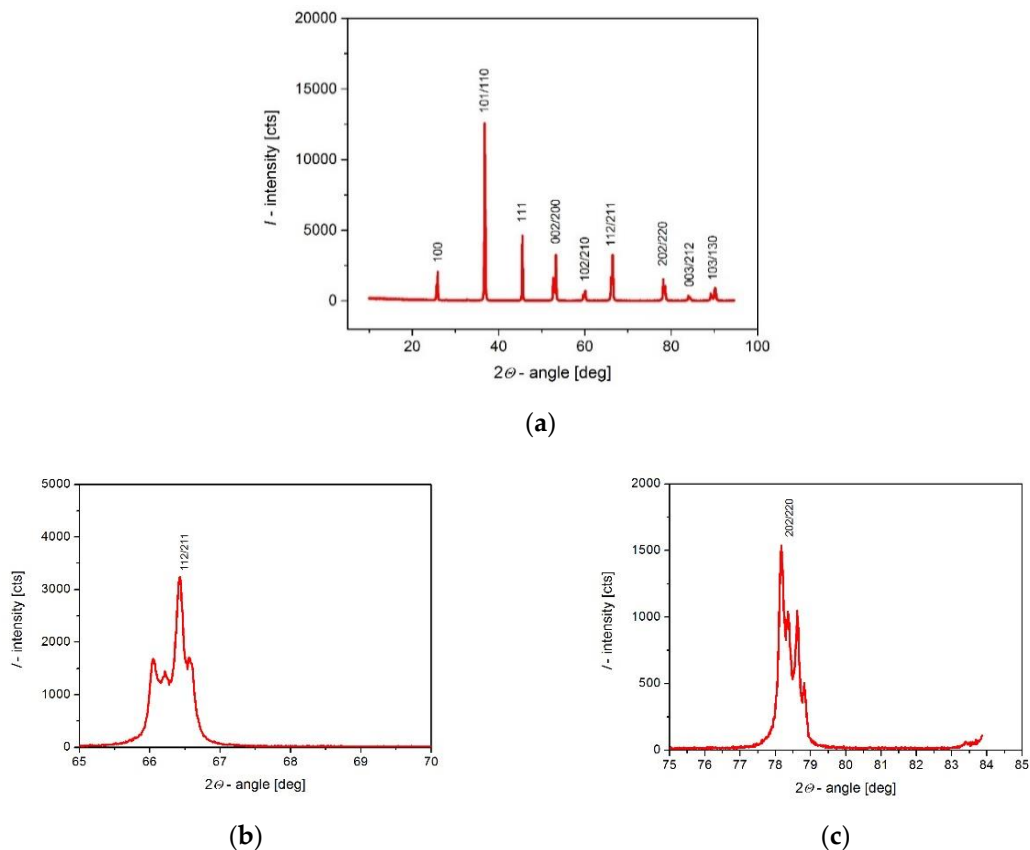 20000
15000
10000
5000
0
I - intensity [cts]
100
101/110
111
002/200
102/210
112/211
202/220
003/212
103/130
20 40 60 80 100
2Θ - angle [deg]
(a)
5000
4000
3000
2000
1000
0
I - intensity [cts]
112/211
65 66 67 68 69 70
2Θ - angle [deg]
(b)
2000
1500
1000
500
0
I - intensity [cts]
202/220
75 76 77 78 79 80 81 82 83 84 85
2Θ - angle [deg]
(c)